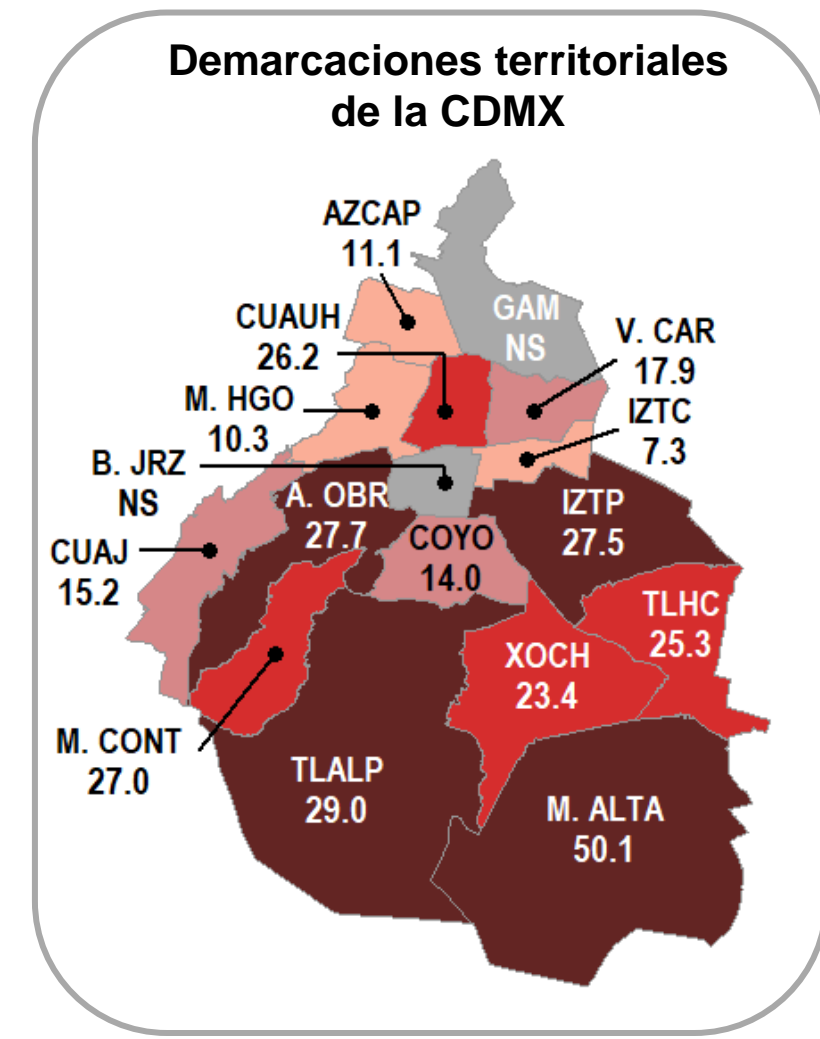 Demarcaciones territoriales
de la CDMX
AZCAP
11.1
GAM
NS
CUAUH
26.2
V. CAR
17.9
M. HGO
10.3
IZTC
7.3
B. JRZ
NS
A. OBR
27.7
IZTP
27.5
COYO
14.0
CUAJ
15.2
TLHC
25.3
XOCH
23.4
M. CONT
27.0
TLALP
29.0
M. ALTA
50.1